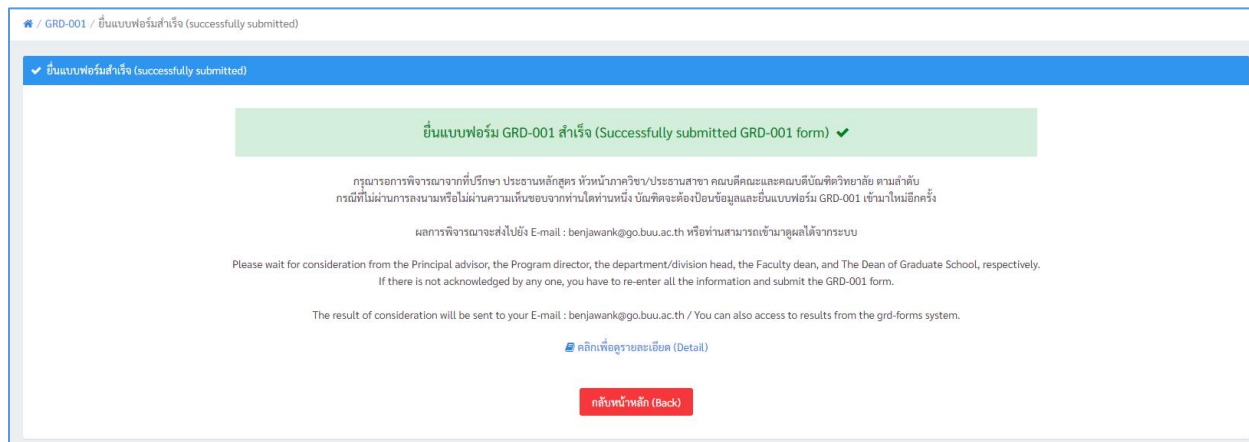 / GRD-001 / ยื่นแบบฟอร์มสำเร็จ (successfully submitted)
ยื่นแบบฟอร์มสำเร็จ (successfully submitted)
ยื่นแบบฟอร์ม GRD-001 สำเร็จ (Successfully submitted GRD-001 form)
กรุณารอการพิจารณาจากที่ปรึกษา ประธานหลักสูตร หัวหน้าภาควิชา/ประธานสาขา คณบดีคณะและคณบดีบัณฑิตวิทยาลัย ตามลำดับ
กรณีที่ไม่ผ่านการลงนามหรือไม่ผ่านความเห็นชอบจากท่านใดท่านหนึ่ง บัณฑิตจะต้องป้อนข้อมูลและยื่นแบบฟอร์ม GRD-001 เข้ามาใหม่อีกครั้ง
ผลการพิจารณาจะส่งไปยัง E-mail : benjawank@go.buu.ac.th หรือท่านสามารถเข้ามาดูผลได้จากระบบ
Please wait for consideration from the Principal advisor, the Program director, the department/division head, the Faculty dean, and The Dean of Graduate School, respectively.
If there is not acknowledged by any one, you have to re-enter all the information and submit the GRD-001 form.
The result of consideration will be sent to your E-mail : benjawank@go.buu.ac.th / You can also access to results from the grd-forms system.
คลิกเพื่อดูรายละเอียด (Detail)
กลับหน้าหลัก (Back)